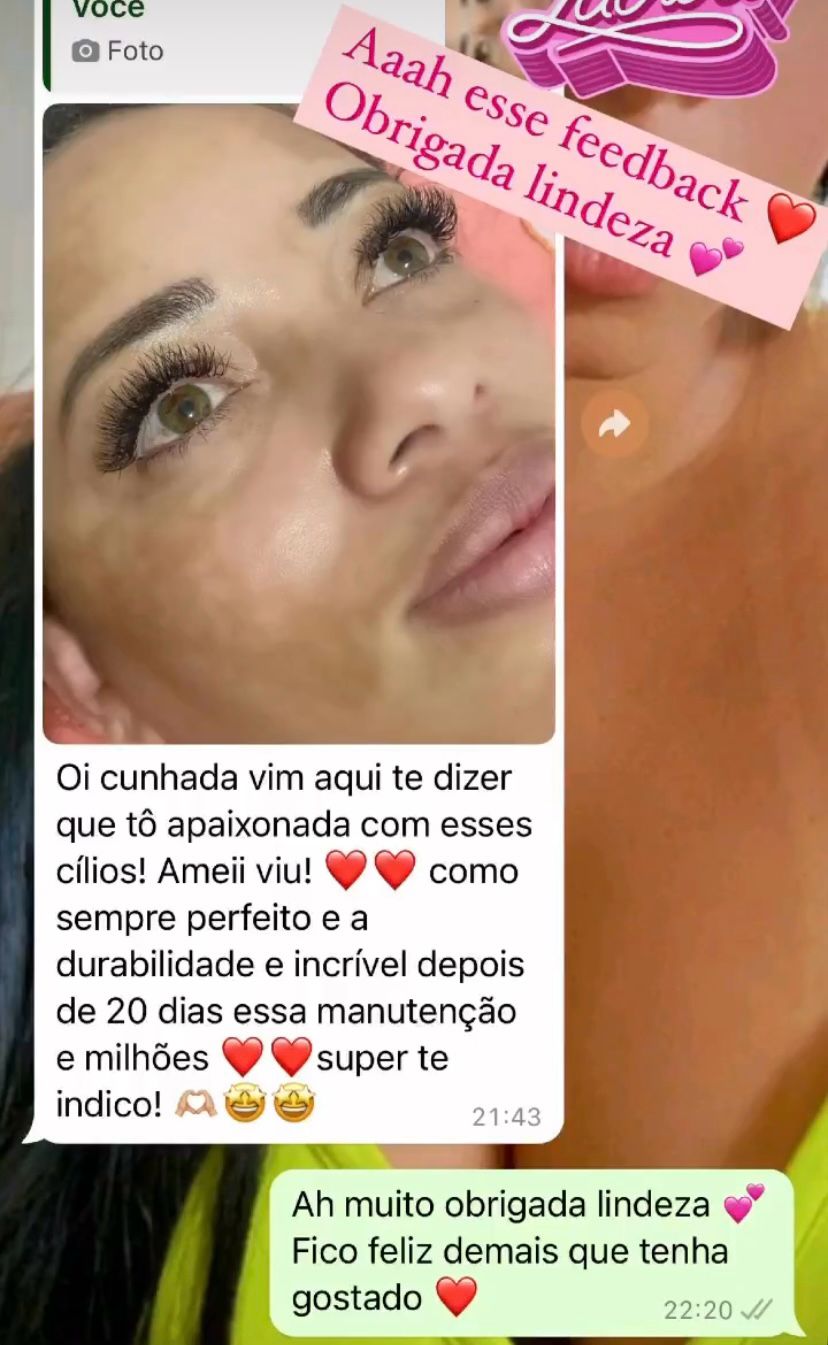 Você
Foto
Aaah esse feedback ❤️
Obrigada lindeza 💕
Oi cunhada vim aqui te dizer
que tô apaixonada com esses
cílios! Ameii viu! ❤️❤️ como
sempre perfeito e a
durabilidade e incrível depois
de 20 dias essa manutenção
e milhões ❤️❤️super te
indico! 🫶🏼🤩🤩
21:43
Ah muito obrigada lindeza 💕
Fico feliz demais que tenha
gostado ❤️
22:20